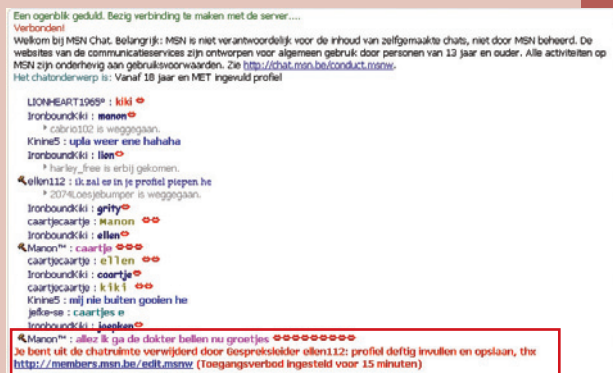 Een ogenblik geduld. Bezig verbinding te maken met de server....
Verbonden!
Welkom bij MSN Chat. Belangrijk: MSN is niet verantwoordelijk voor de inhoud van zelfgemaakte chats, niet door MSN beheerd. De
websites van de communicatieservices zijn ontworpen voor algemeen gebruik door personen van 13 jaar en ouder. Alle activiteiten op
MSN zijn onderhevig aan gebruiksvoorwaarden. Zie http://chat.msn.be/conduct.msnw.
Het chatonderwerp is: Vanaf 18 jaar en MET ingevuld profiel
LIONHEART1965® : kiki
IronboundKiki : manon
cabrio102 is weggegaan.
Kinine5 : upla weer ene hahaha
IronboundKiki : lion
harley_free is erbij gekomen.
ellen112 : ik zal es in je profiel piepen he
2074Loesjebumper is weggegaan.
IronboundKiki : grity
caartjecaartje : Manon
IronboundKiki : ellen
Manon™ : caartje
caartjecaartje : ellen
IronboundKiki : coartje
caartjecaartje : kiki
Kinine5 : mij nie buiten gooien he
jefke-se : caartjes e
IronboundKiki : joepken
Manon™ : allez ik ga de dokter bellen nu groetjes
Je bent uit de chatruimte verwijderd door Gespreksleider ellen112: profiel deftig invullen en opslaan, thx
http://members.msn.be/edit.msnw (Toegangsverbod ingesteld voor 15 minuten)